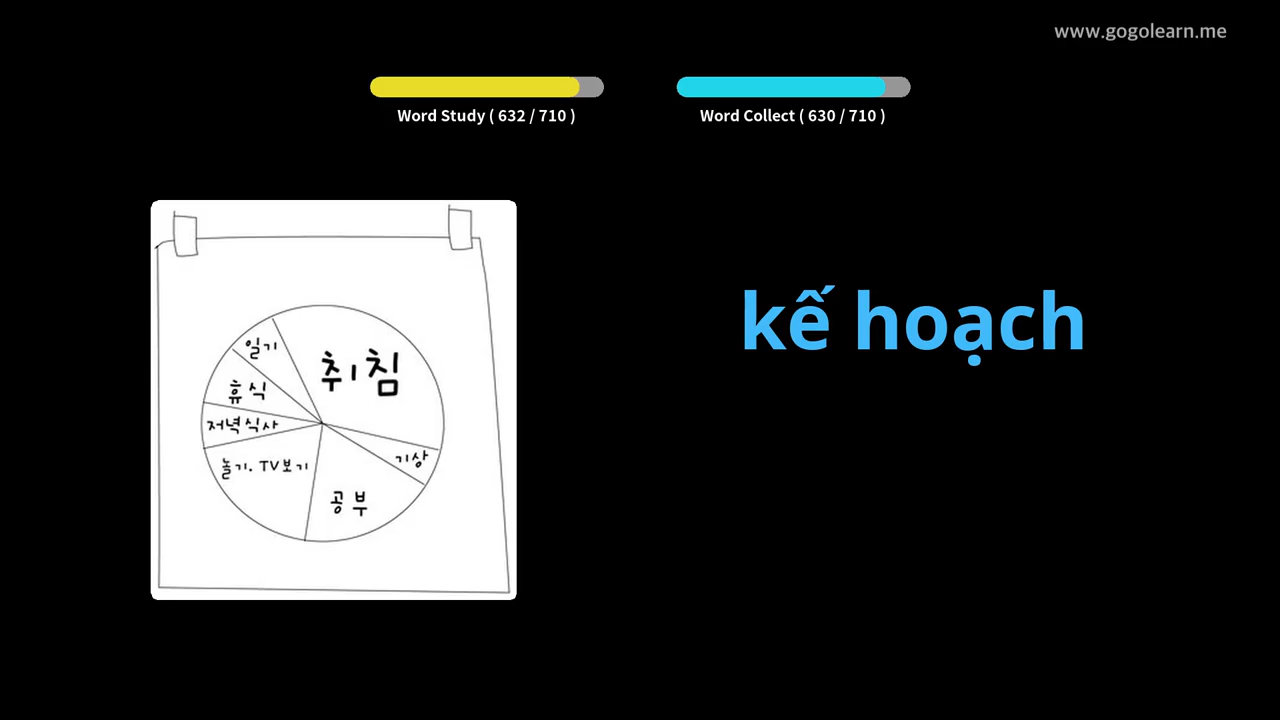 www.gogolearn.me
Word Study ( 632 / 710 )
Word Collect ( 630 / 710 )
kế hoạch
일기
취침
휴식
저녁식사
놀기. TV보기
기상
공부